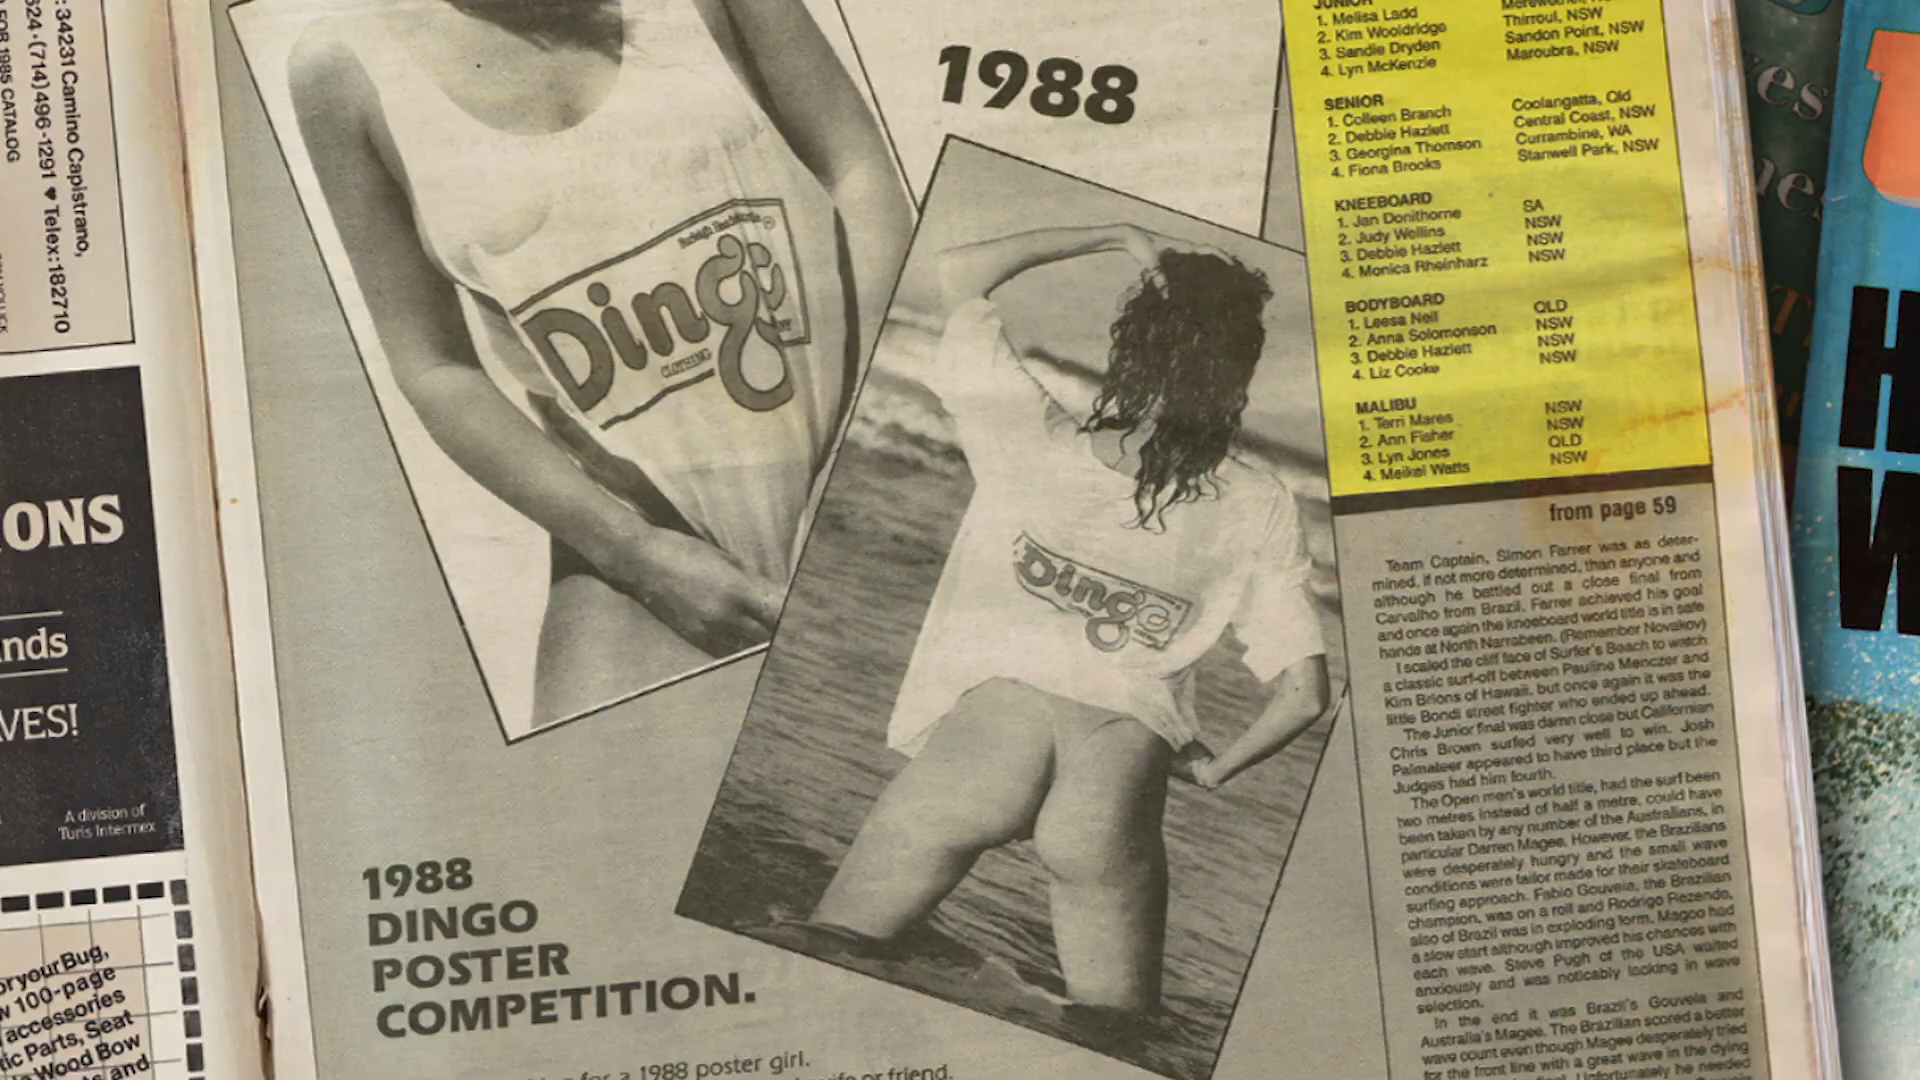 :34231 Camino Capistrano,
624 • (714) 496-1291 ♥ Telex: 182710
FOR 1985 CATALOG
ONS
nds
VES!
A division of
Turis Intermex
or your Bug,
w 100-page
accessories
tic Parts, Seat
Wood Bow
ts and
Dingo
CLOTHING
1988
Dingo
1988
DINGO
POSTER
COMPETITION.
for a 1988 poster girl.
wife or friend.
JUNIOR
1. Melisa Ladd
2. Kim Wooldridge Thirroul, NSW
3. Sandie Dryden Sandon Point, NSW
4. Lyn McKenzie Maroubra, NSW
SENIOR
1. Colleen Branch Coolangatta, Qld
2. Debbie Hazlett Central Coast, NSW
3. Georgina Thomson Currambine, WA
4. Fiona Brooks Stanwell Park, NSW
KNEEBOARD
1. Jan Donithorne SA
2. Judy Wellins NSW
3. Debbie Hazlett NSW
4. Monica Rheinharz NSW
BODYBOARD
1. Leesa Neil QLD
2. Anna Solomonson NSW
3. Debbie Hazlett NSW
4. Liz Cooke NSW
MALIBU
1. Terri Mares NSW
2. Ann Fisher NSW
3. Lyn Jones QLD
4. Meikel Watts NSW
from page 59
Team Captain, Simon Farrer was as deter-
mined, if not more determined, than anyone and
although he battled out a close final from
Carvalho from Brazil, Farrer achieved his goal
and once again the kneeboard world title is in safe
hands at North Narrabeen. (Remember Novakov)
I scaled the cliff face of Surfer's Beach to watch
a classic surf-off between Pauline Menczer and
Kim Brions of Hawaii, but once again it was the
little Bondi street fighter who ended up ahead.
The Junior final was damn close but Californian
Chris Brown surfed very well to win. Josh
Palmateer appeared to have third place but the
Judges had him fourth.
The Open men's world title, had the surf been
two metres instead of half a metre, could have
been taken by any number of the Australians, in
particular Darren Magee. However, the Brazilians
were desperately hungry and the small wave
conditions were tailor made for their skateboard
surfing approach. Fabio Gouveia, the Brazilian
champion, was on a roll and Rodrigo Rezende,
also of Brazil was in exploding form. Magoo had
a slow start although improved his chances with
each wave. Steve Pugh of the USA waited
anxiously and was noticably lacking in wave
selection.
In the end it was Brazil's Gouveia and
Australia's Magee. The Brazilian scored a better
wave count even though Magee desperately tried
for the front line with a great wave in the dying
Unfortunately he needed
H
W